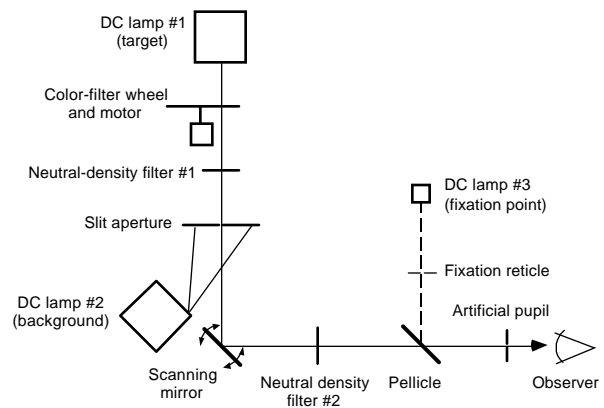 DC lamp #1
(target)
Color-filter wheel
and motor
Neutral-density filter #1
DC lamp #3
(fixation point)
Slit aperture
Fixation reticle
DC lamp #2
(background)
Artificial pupil
Scanning
mirror
Neutral density
filter #2
Pellicle
Observer